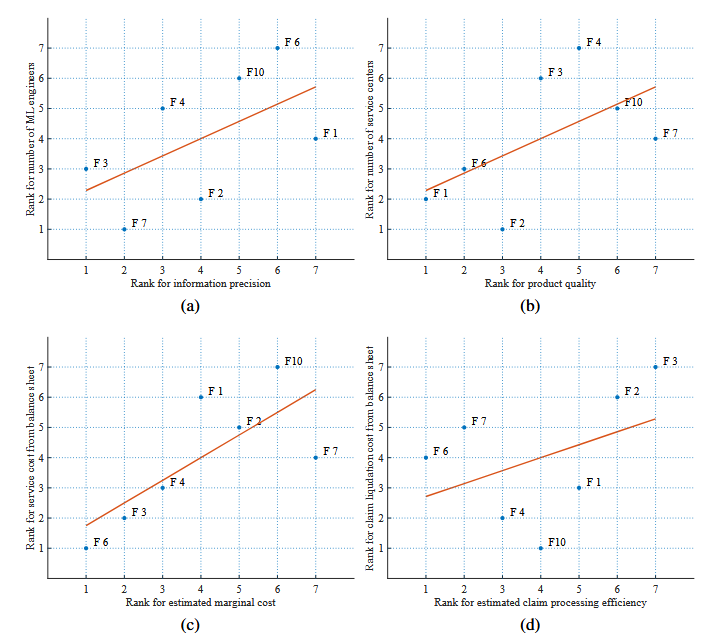 Rank for number of ML engineers
7
6
5
4
3
2
1
F 6
F10
F 4
F 1
F 3
F 2
F 7
1 2 3 4 5 6 7
Rank for information precision
(a)
Rank for number of service centers
7
6
5
4
3
2
1
F 4
F 3
F10
F 7
F 6
F 1
F 2
1 2 3 4 5 6 7
Rank for product quality
(b)
Rank for service cost from balance sheet
7
6
5
4
3
2
1
F10
F 1
F 2
F 7
F 4
F 3
F 6
1 2 3 4 5 6 7
Rank for estimated marginal cost
(c)
Rank for claim liqudation cost from balance sheet
7
6
5
4
3
2
1
F 3
F 2
F 7
F 6
F 1
F 4
F10
1 2 3 4 5 6 7
Rank for estimated claim processing efficiency
(d)